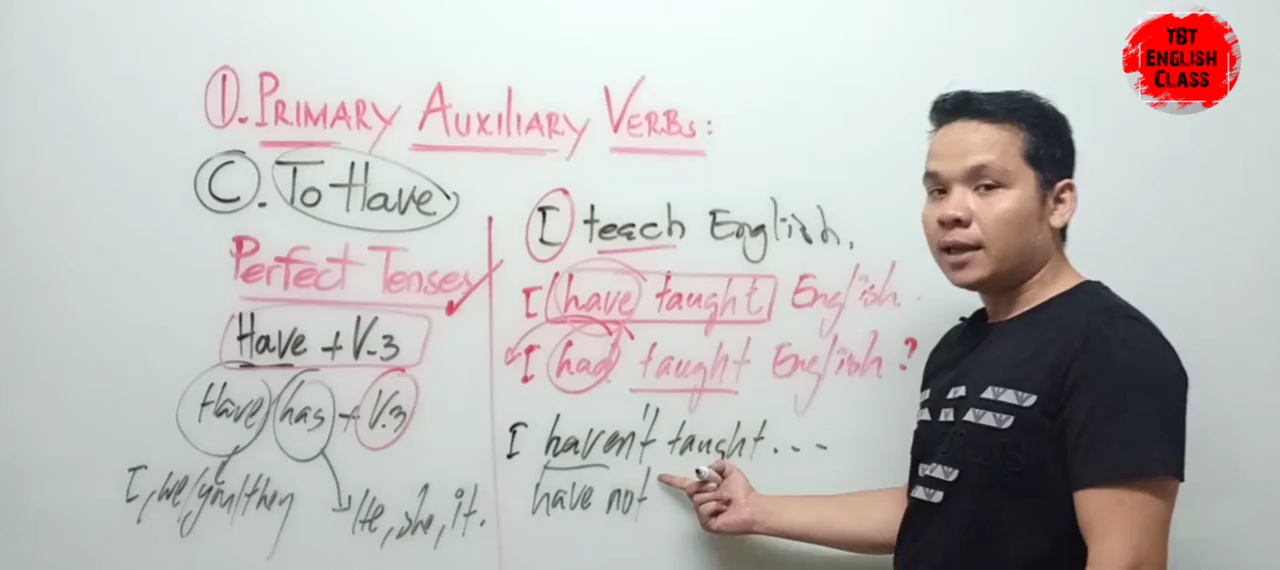 1. PRIMARY AUXILIARY VERBS:
C. To Have
Perfect Tenses
Have + V.3
Have has + V.3
I, we/you/they
He, she, it.
I teach English.
I have taught English.
I had taught English?
I haven't taught...
have not
TBT
ENGLISH
CLASS